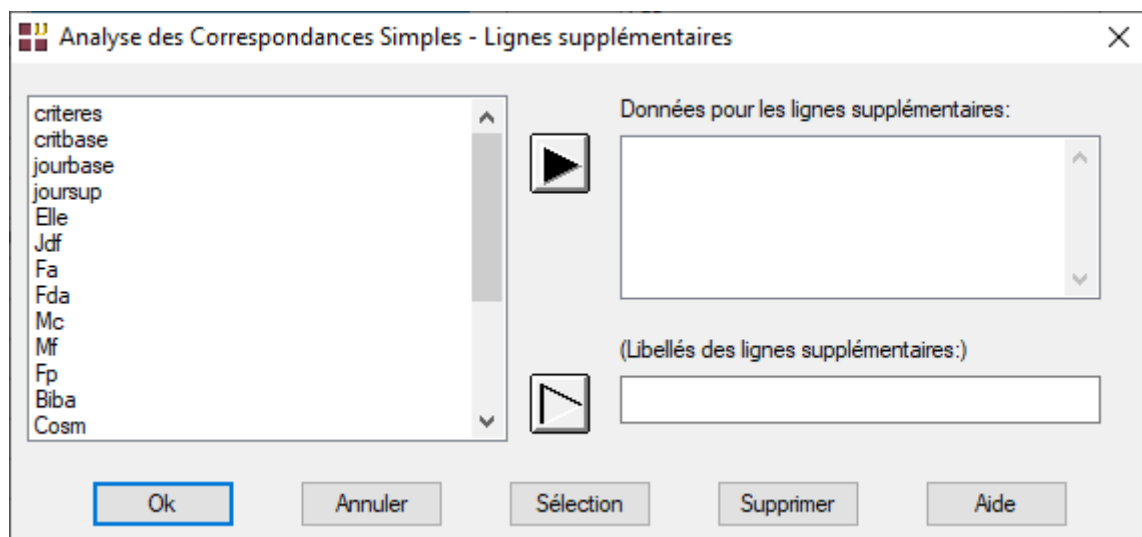 Analyse des Correspondances Simples - Lignes supplémentaires
criteres
critbase
jourbase
joursup
Elle
Jdf
Fa
Fda
Mc
Mf
Fp
Biba
Cosm
Données pour les lignes supplémentaires:
(Libellés des lignes supplémentaires:)
Ok
Annuler
Sélection
Supprimer
Aide